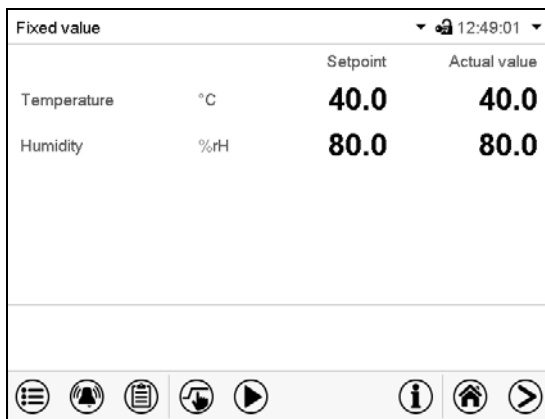 Fixed value 12:49:01
Setpoint Actual value
Temperature °C 40.0 40.0
Humidity %rH 80.0 80.0